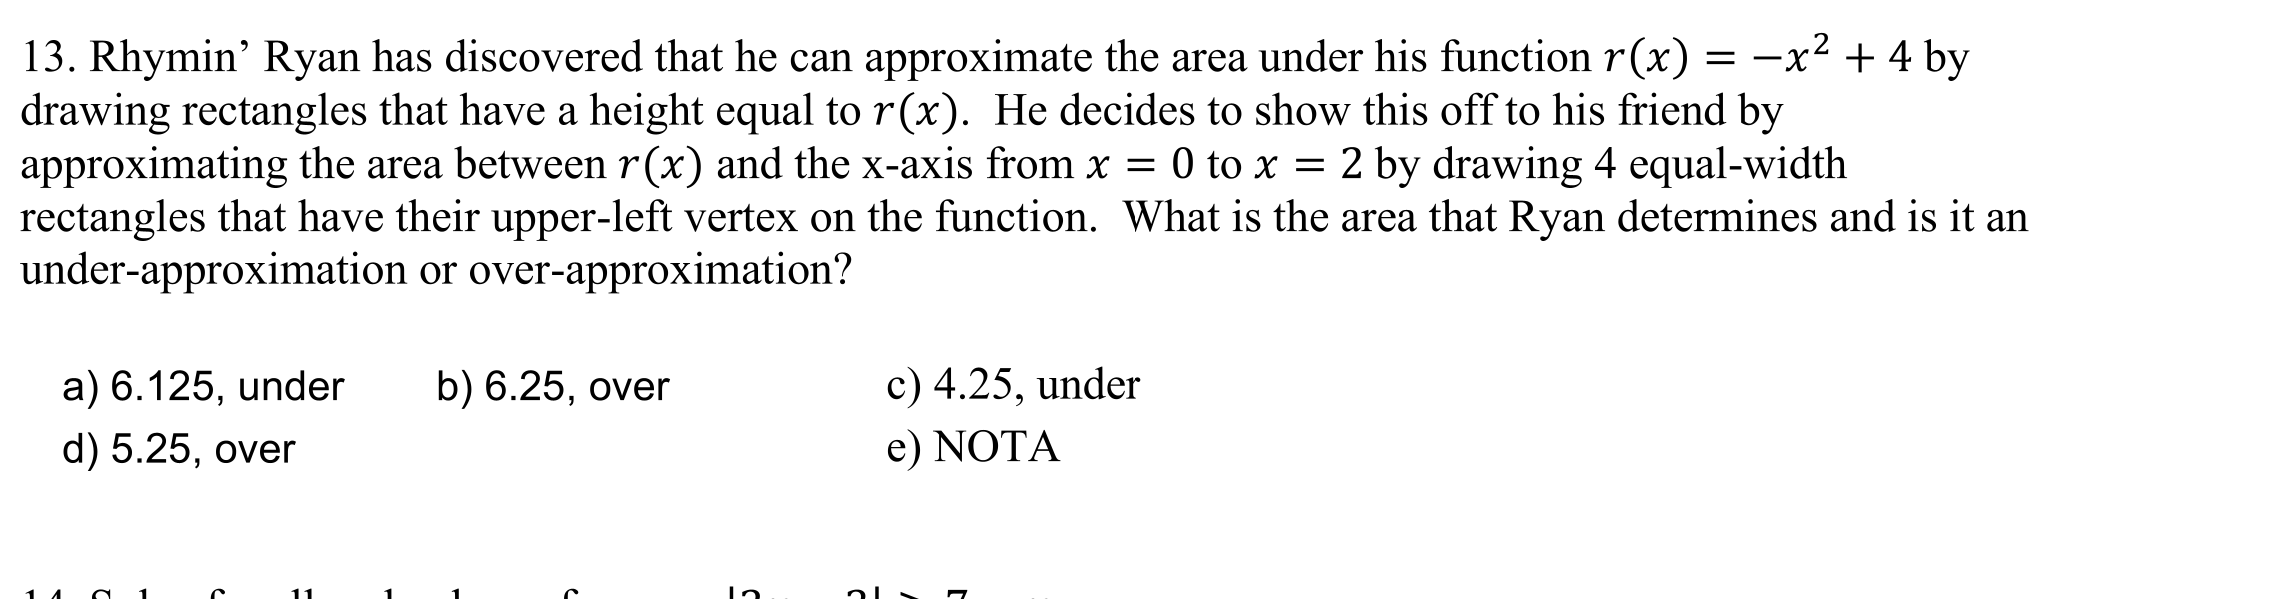 13. Rhymin’ Ryan has discovered that he can approximate the area under his function r(x) = −x² + 4 by
drawing rectangles that have a height equal to r(x).  He decides to show this off to his friend by
approximating the area between r(x) and the x-axis from x = 0 to x = 2 by drawing 4 equal-width
rectangles that have their upper-left vertex on the function.  What is the area that Ryan determines and is it an
under-approximation or over-approximation?
a) 6.125, under b) 6.25, over c) 4.25, under
d) 5.25, over e) NOTA